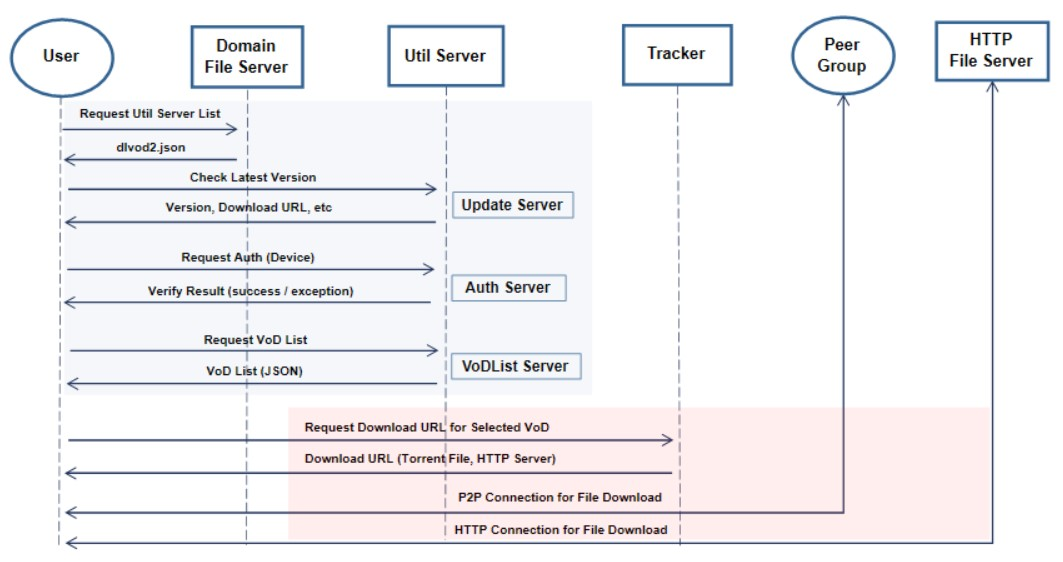 User
Domain
File Server
Util Server
Tracker
Peer
Group
HTTP
File Server
Request Util Server List
dlvod2.json
Check Latest Version
Version, Download URL, etc
Update Server
Request Auth (Device)
Auth Server
Verify Result (success / exception)
Request VoD List
VoD List (JSON)
VoDList Server
Request Download URL for Selected VoD
Download URL (Torrent File, HTTP Server)
P2P Connection for File Download
HTTP Connection for File Download